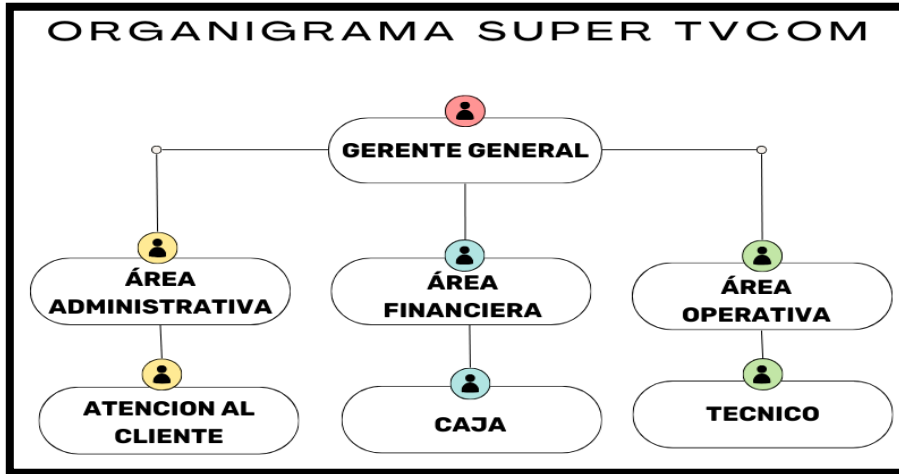 ORGANIGRAMA SUPER TVCOM
GERENTE GENERAL
ÁREA
ADMINISTRATIVA
ÁREA
FINANCIERA
ÁREA
OPERATIVA
ATENCION AL
CLIENTE
CAJA
TECNICO